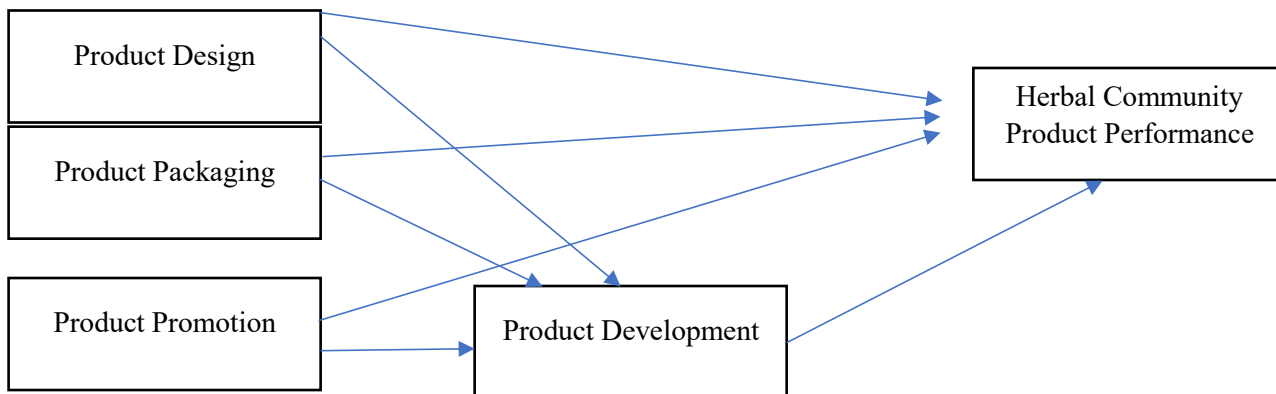 Product Design
Herbal Community
Product Performance
Product Packaging
Product Promotion
Product Development